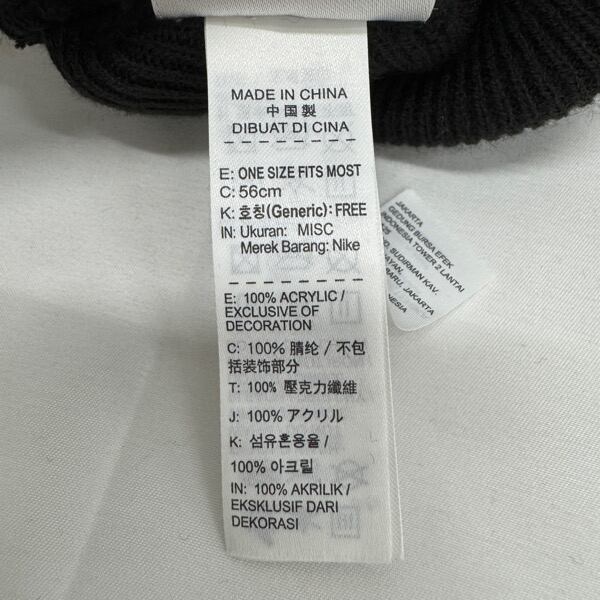 MADE IN CHINA
中国製
DIBUAT DI CINA
E: ONE SIZE FITS MOST
C: 56cm
K: 호칭(Generic): FREE
IN: Ukuran: MISC
Merek Barang: Nike
E: 100% ACRYLIC /
EXCLUSIVE OF
DECORATION
C: 100% 腈纶 / 不包
括装饰部分
T: 100% 壓克力纖維
J: 100% アクリル
K: 섬유혼용율 /
100% 아크릴
IN: 100% AKRILIK /
EKSKLUSIF DARI
DEKORASI
JAKARTA
GEDUNG BURSA EFEK
INDONESIA TOWER 2 LANTAI
SUDIRMAN KAV.
JAKARTA